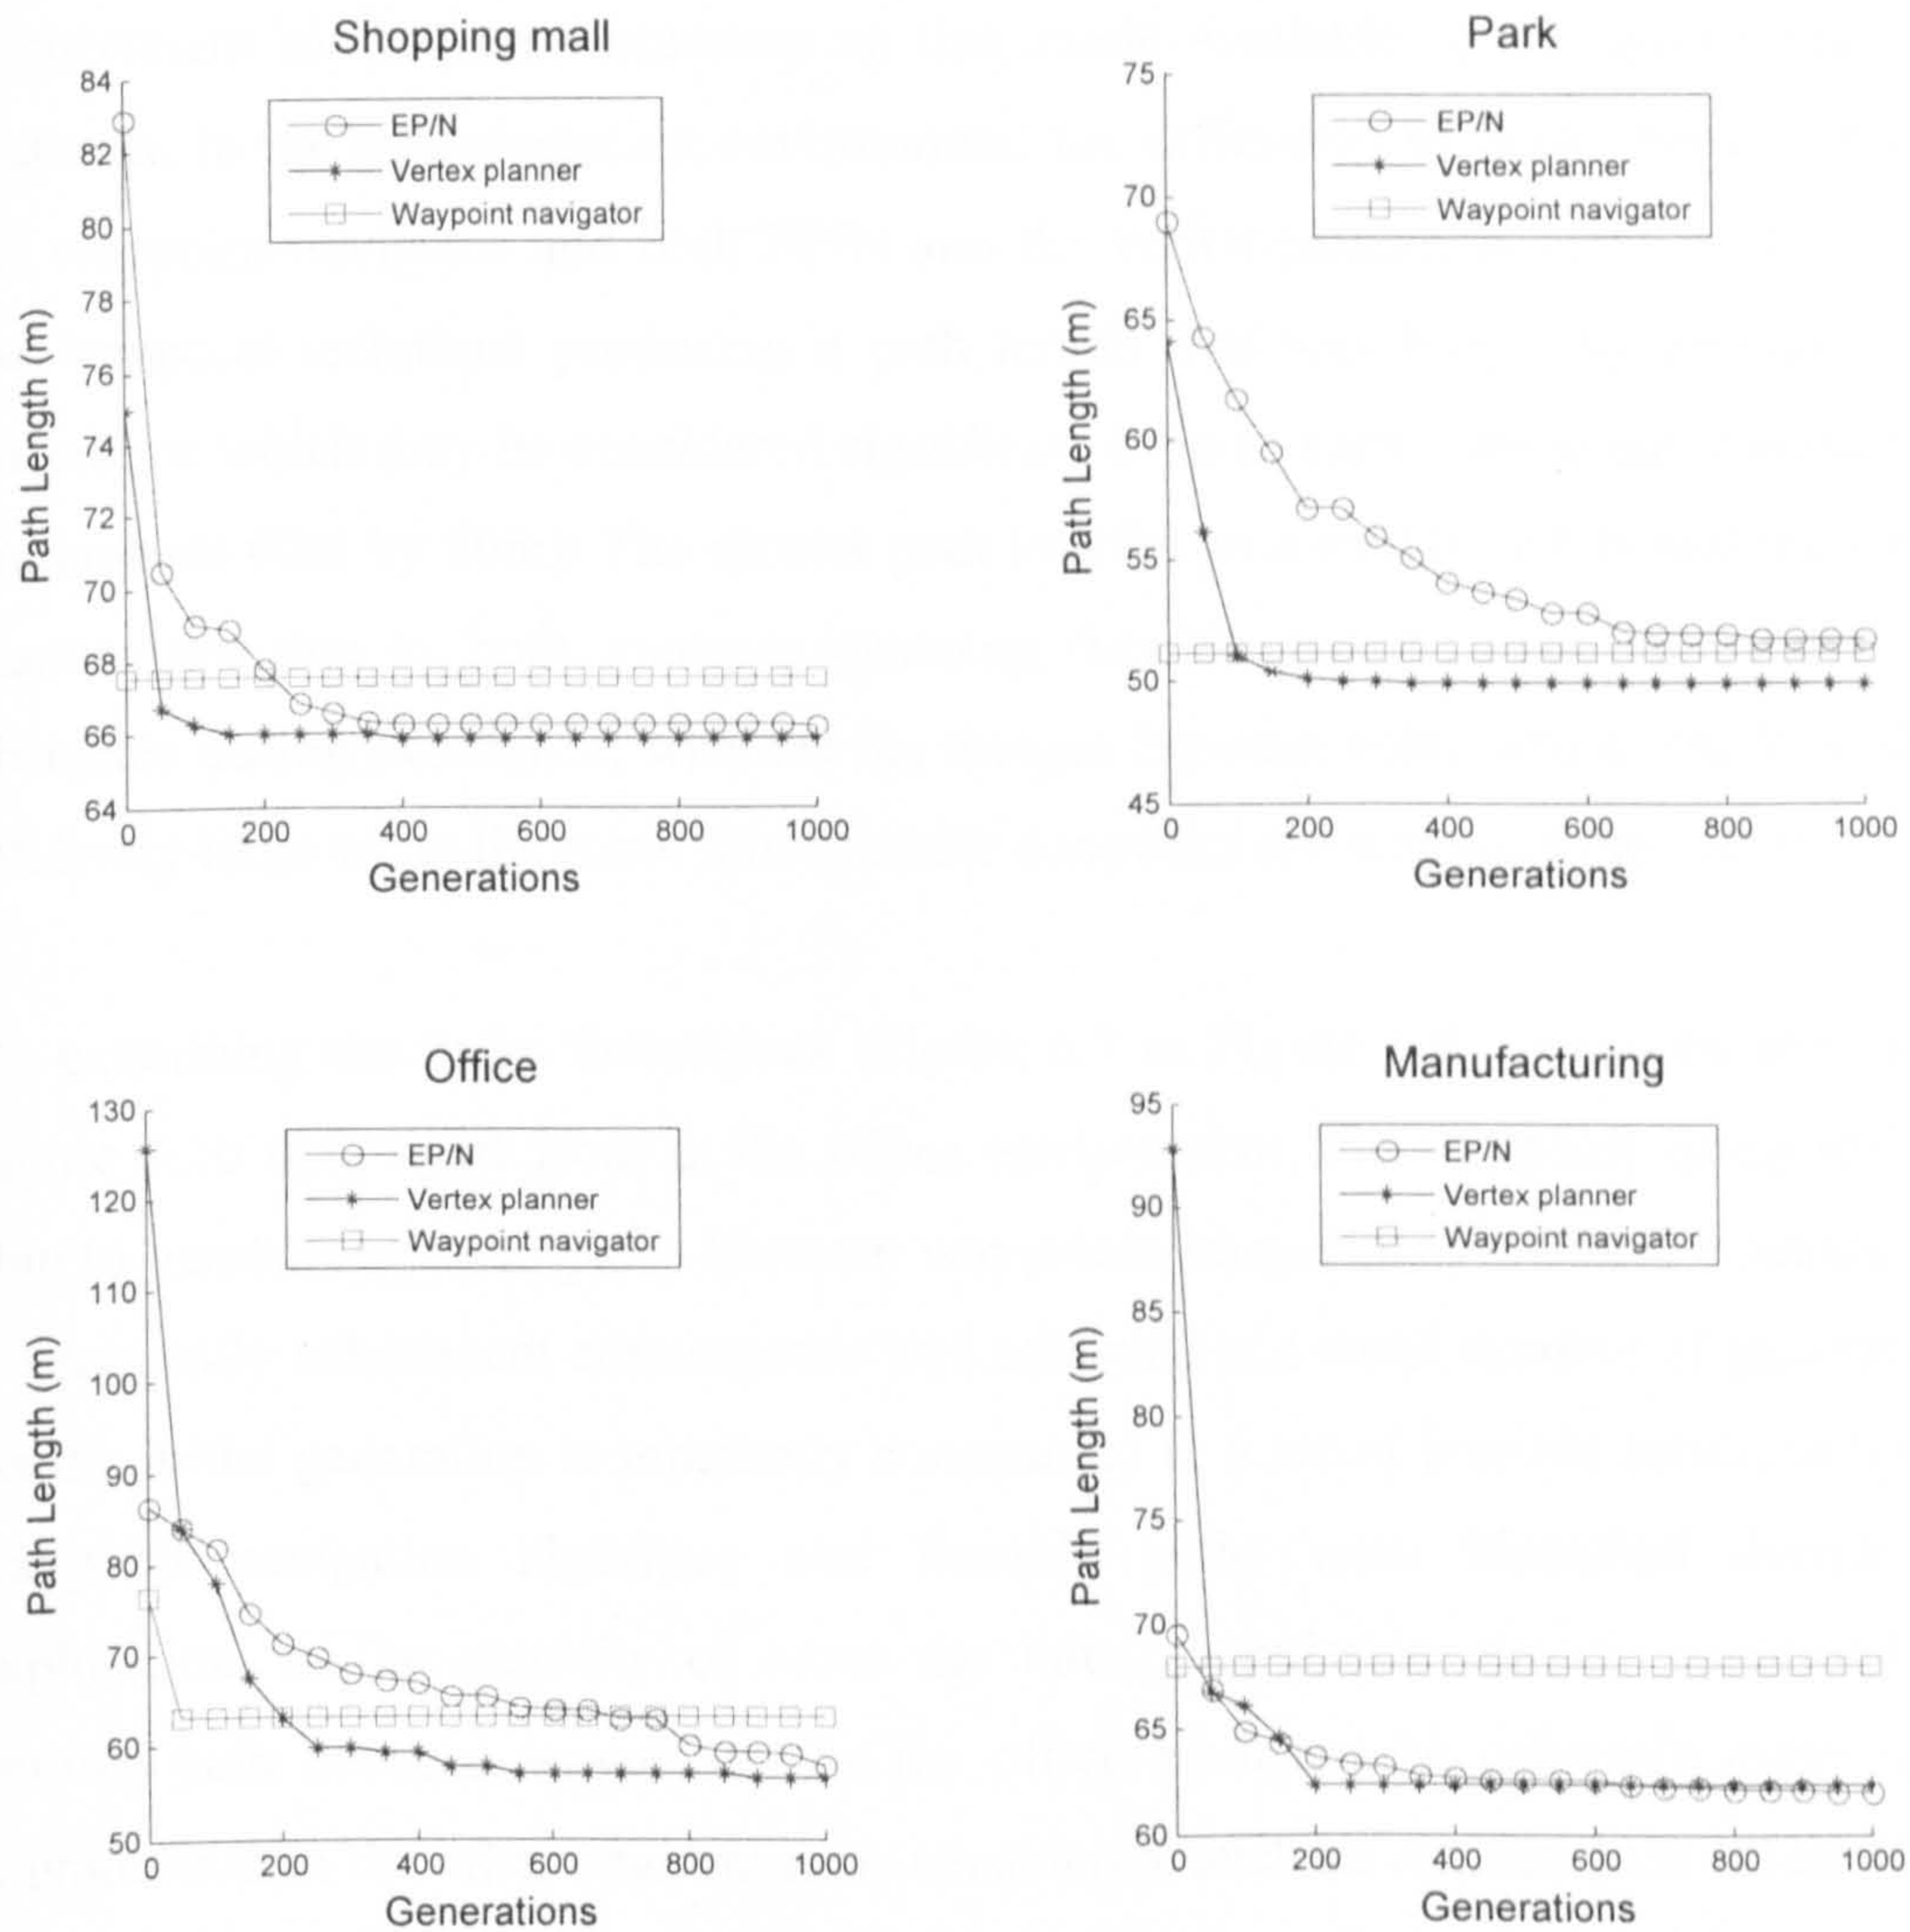 Shopping mall
84
82
80
78
76
74
72
70
68
66
64
0 200 400 600 800 1000
Path Length (m)
Generations
EP/N
Vertex planner
Waypoint navigator
Park
75
70
65
60
55
50
45
0 200 400 600 800 1000
Path Length (m)
Generations
EP/N
Vertex planner
Waypoint navigator
Office
130
120
110
100
90
80
70
60
50
0 200 400 600 800 1000
Path Length (m)
Generations
EP/N
Vertex planner
Waypoint navigator
Manufacturing
95
90
85
80
75
70
65
60
0 200 400 600 800 1000
Path Length (m)
Generations
EP/N
Vertex planner
Waypoint navigator